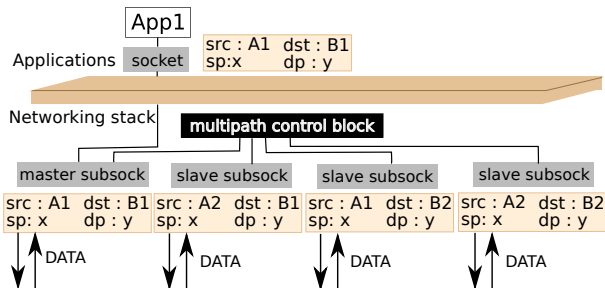 App1
Applications
socket
src : A1 dst : B1
sp:x dp : y
Networking stack
multipath control block
master subsock
slave subsock
slave subsock
slave subsock
src : A1 dst : B1
sp: x dp : y
src : A2 dst : B1
sp: x dp : y
src : A1 dst : B2
sp: x dp : y
src : A2 dst : B2
sp: x dp : y
DATA
DATA
DATA
DATA